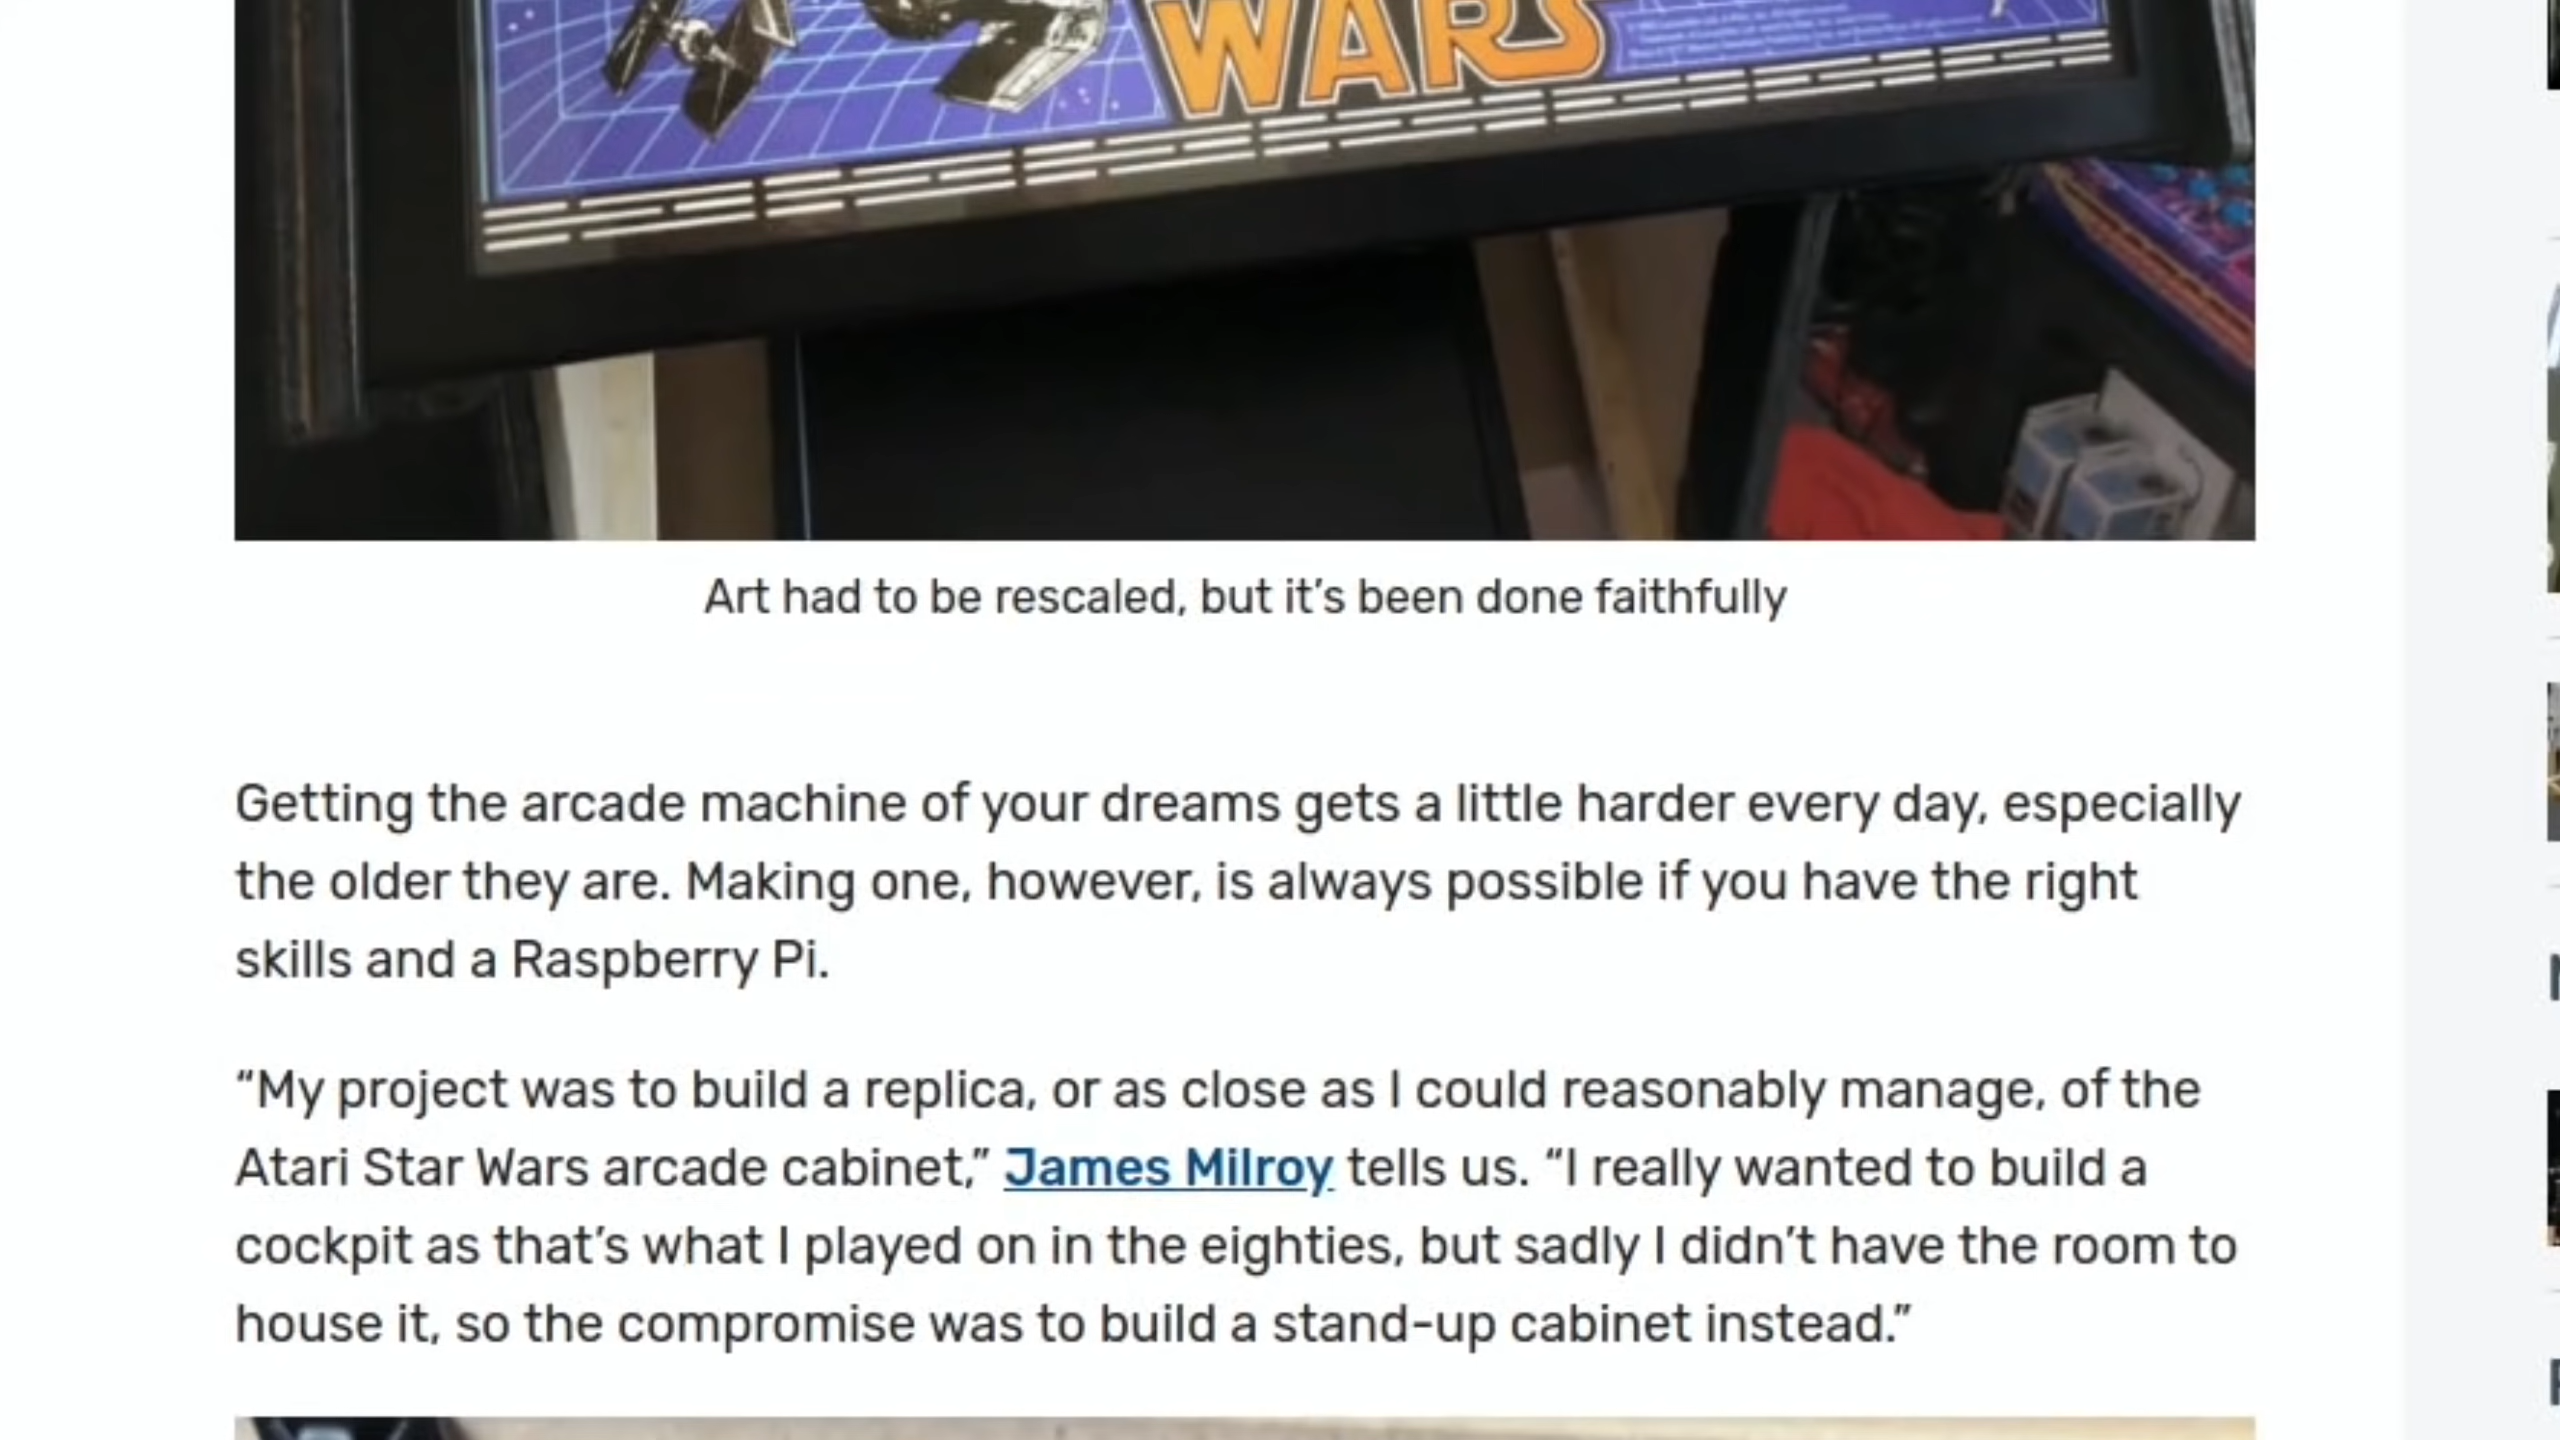 WARS
Art had to be rescaled, but it’s been done faithfully
Getting the arcade machine of your dreams gets a little harder every day, especially
the older they are. Making one, however, is always possible if you have the right
skills and a Raspberry Pi.
“My project was to build a replica, or as close as I could reasonably manage, of the
Atari Star Wars arcade cabinet,” James Milroy tells us. “I really wanted to build a
cockpit as that’s what I played on in the eighties, but sadly I didn’t have the room to
house it, so the compromise was to build a stand-up cabinet instead.”